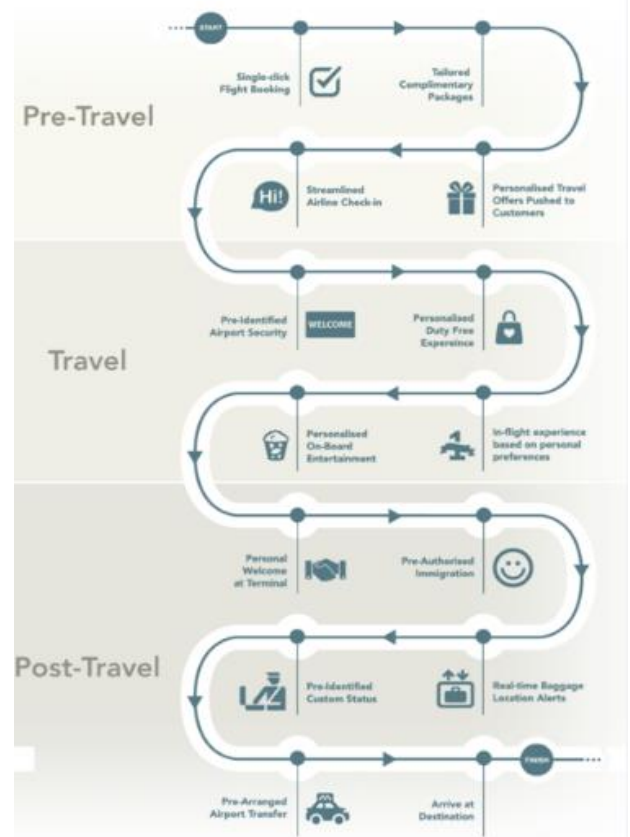 START
Single-click
Flight Booking
Tailored
Complimentary
Packages
Pre-Travel
Hi!
Streamlined
Airline Check-in
Personalised Travel
Offers Pushed to
Customers
Pre-Identified
Airport Security
WELCOME
Personalised
Duty Free
Expereince
Travel
Personalised
On-Board
Entertainment
1
In-flight experience
based on personal
preferences
Personal
Welcome
at Terminal
Pre-Authorised
Immigration
Post-Travel
Pre-Identified
Custom Status
Real-time Baggage
Location Alerts
FINISH
Pre-Arranged
Airport Transfer
Arrive at
Destination